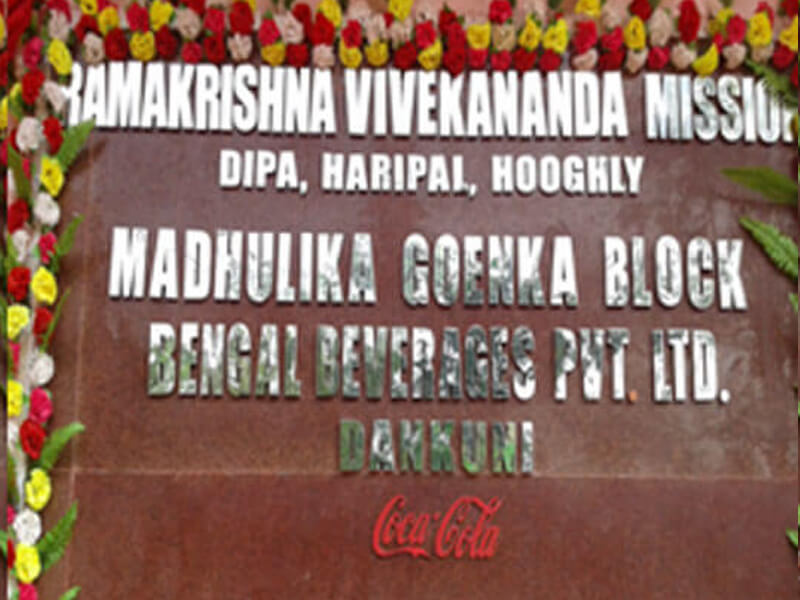 RAMAKRISHNA VIVEKANANDA MISSION
DIPA, HARIPAL, HOOGHLY
MADHULIKA GOENKA BLOCK
BENGAL BEVERAGES PVT. LTD.
DANKUNI
Coca-Cola